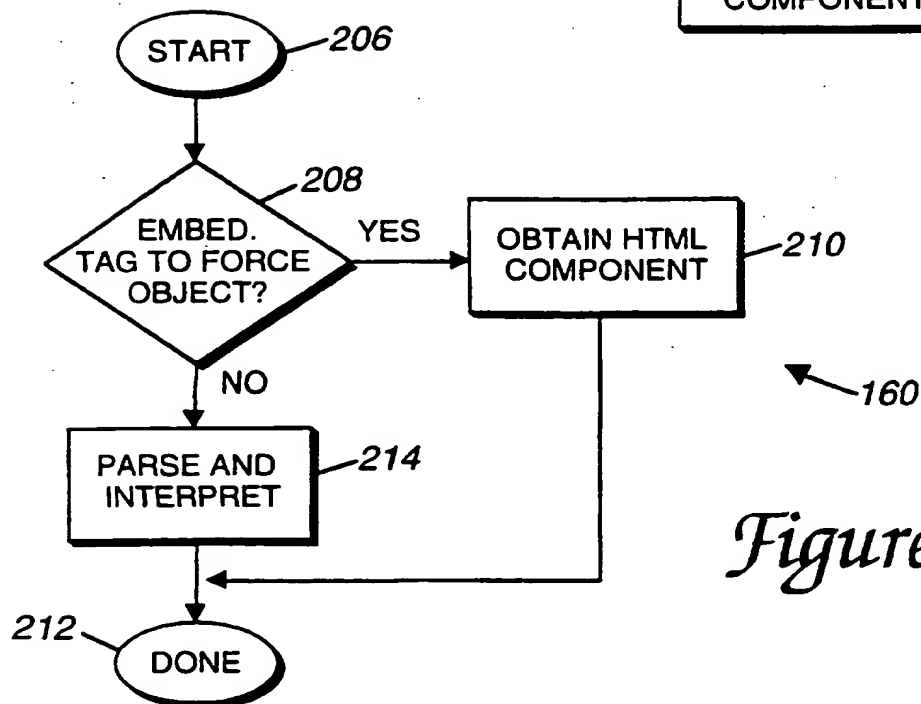 COMPONENT
START
206
EMBED.
TAG TO FORCE
OBJECT?
208
YES
OBTAIN HTML
COMPONENT
210
NO
160
PARSE AND
INTERPRET
214
Figure
212
DONE